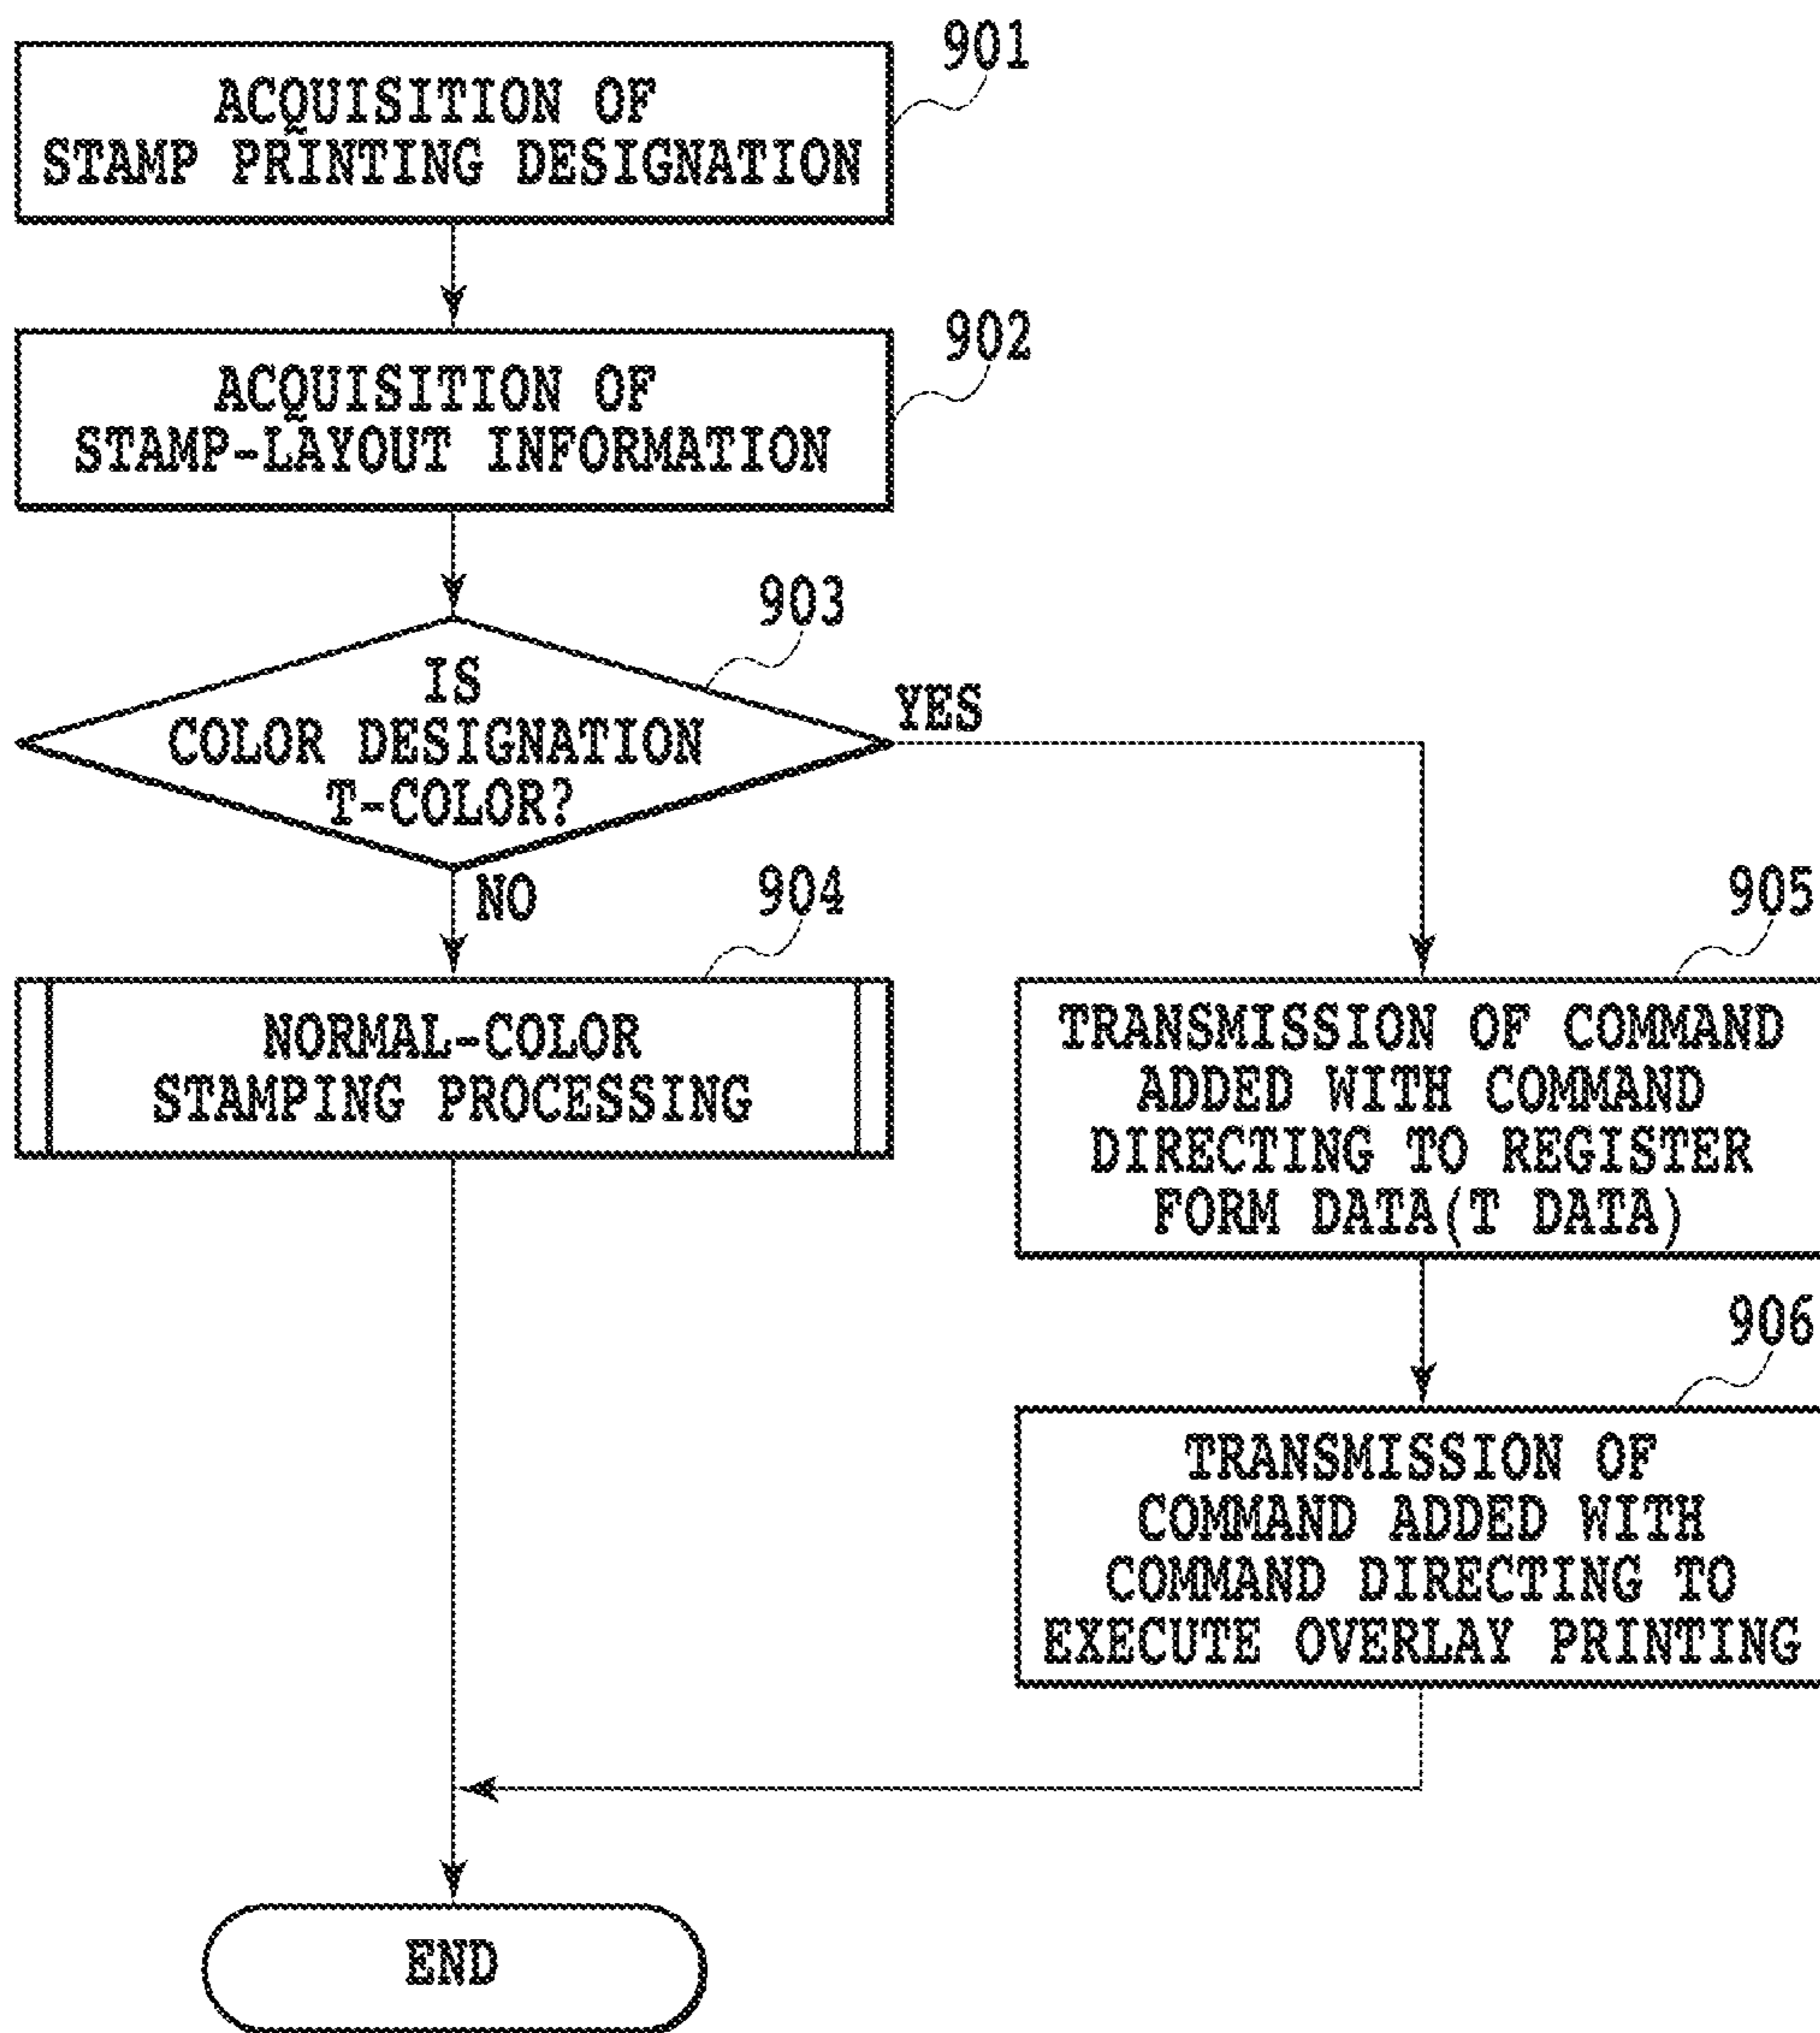 901
ACQUISITION OF
STAMP PRINTING DESIGNATION
902
ACQUISITION OF
STAMP-LAYOUT INFORMATION
903
IS
COLOR DESIGNATION
T-COLOR?
YES
NO
904
NORMAL-COLOR
STAMPING PROCESSING
905
TRANSMISSION OF COMMAND
ADDED WITH COMMAND
DIRECTING TO REGISTER
FORM DATA(T DATA)
906
TRANSMISSION OF
COMMAND ADDED WITH
COMMAND DIRECTING TO
EXECUTE OVERLAY PRINTING
END